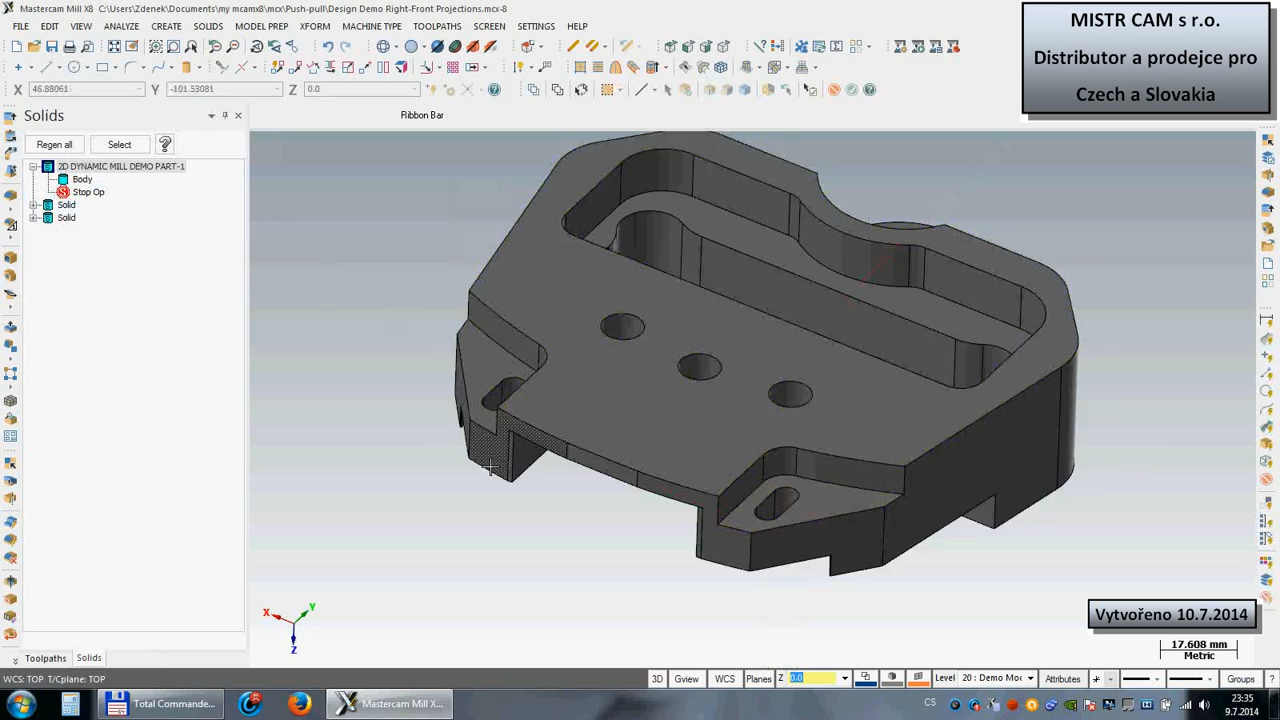 Mastercam Mill X8 - C:\Users\Zdenek\Documents\my mcamx8\mcx\Push-pull\Design Demo Right-Front Projections.mcx-8
MISTR CAM s r.o.
Distributor a prodejce pro
Czech a Slovakia
FILE EDIT VIEW ANALYZE CREATE SOLIDS MODEL PREP XFORM MACHINE TYPE TOOLPATHS SCREEN SETTINGS HELP
X 46.88061 Y -101.53081 Z 0.0
Solids
Ribbon Bar
Regen all Select
2D DYNAMIC MILL DEMO PART-1
Body
Stop Op
Solid
Solid
X Y Z
Vytvořeno 10.7.2014
17.608 mm
Metric
Toolpaths Solids
WCS: TOP T/Cplane: TOP
3D Gview WCS Planes Z 0.0 Level 20 : Demo Mo Attributes Groups ?
Total Commande...
Mastercam Mill X...
CS
23:35
9.7.2014